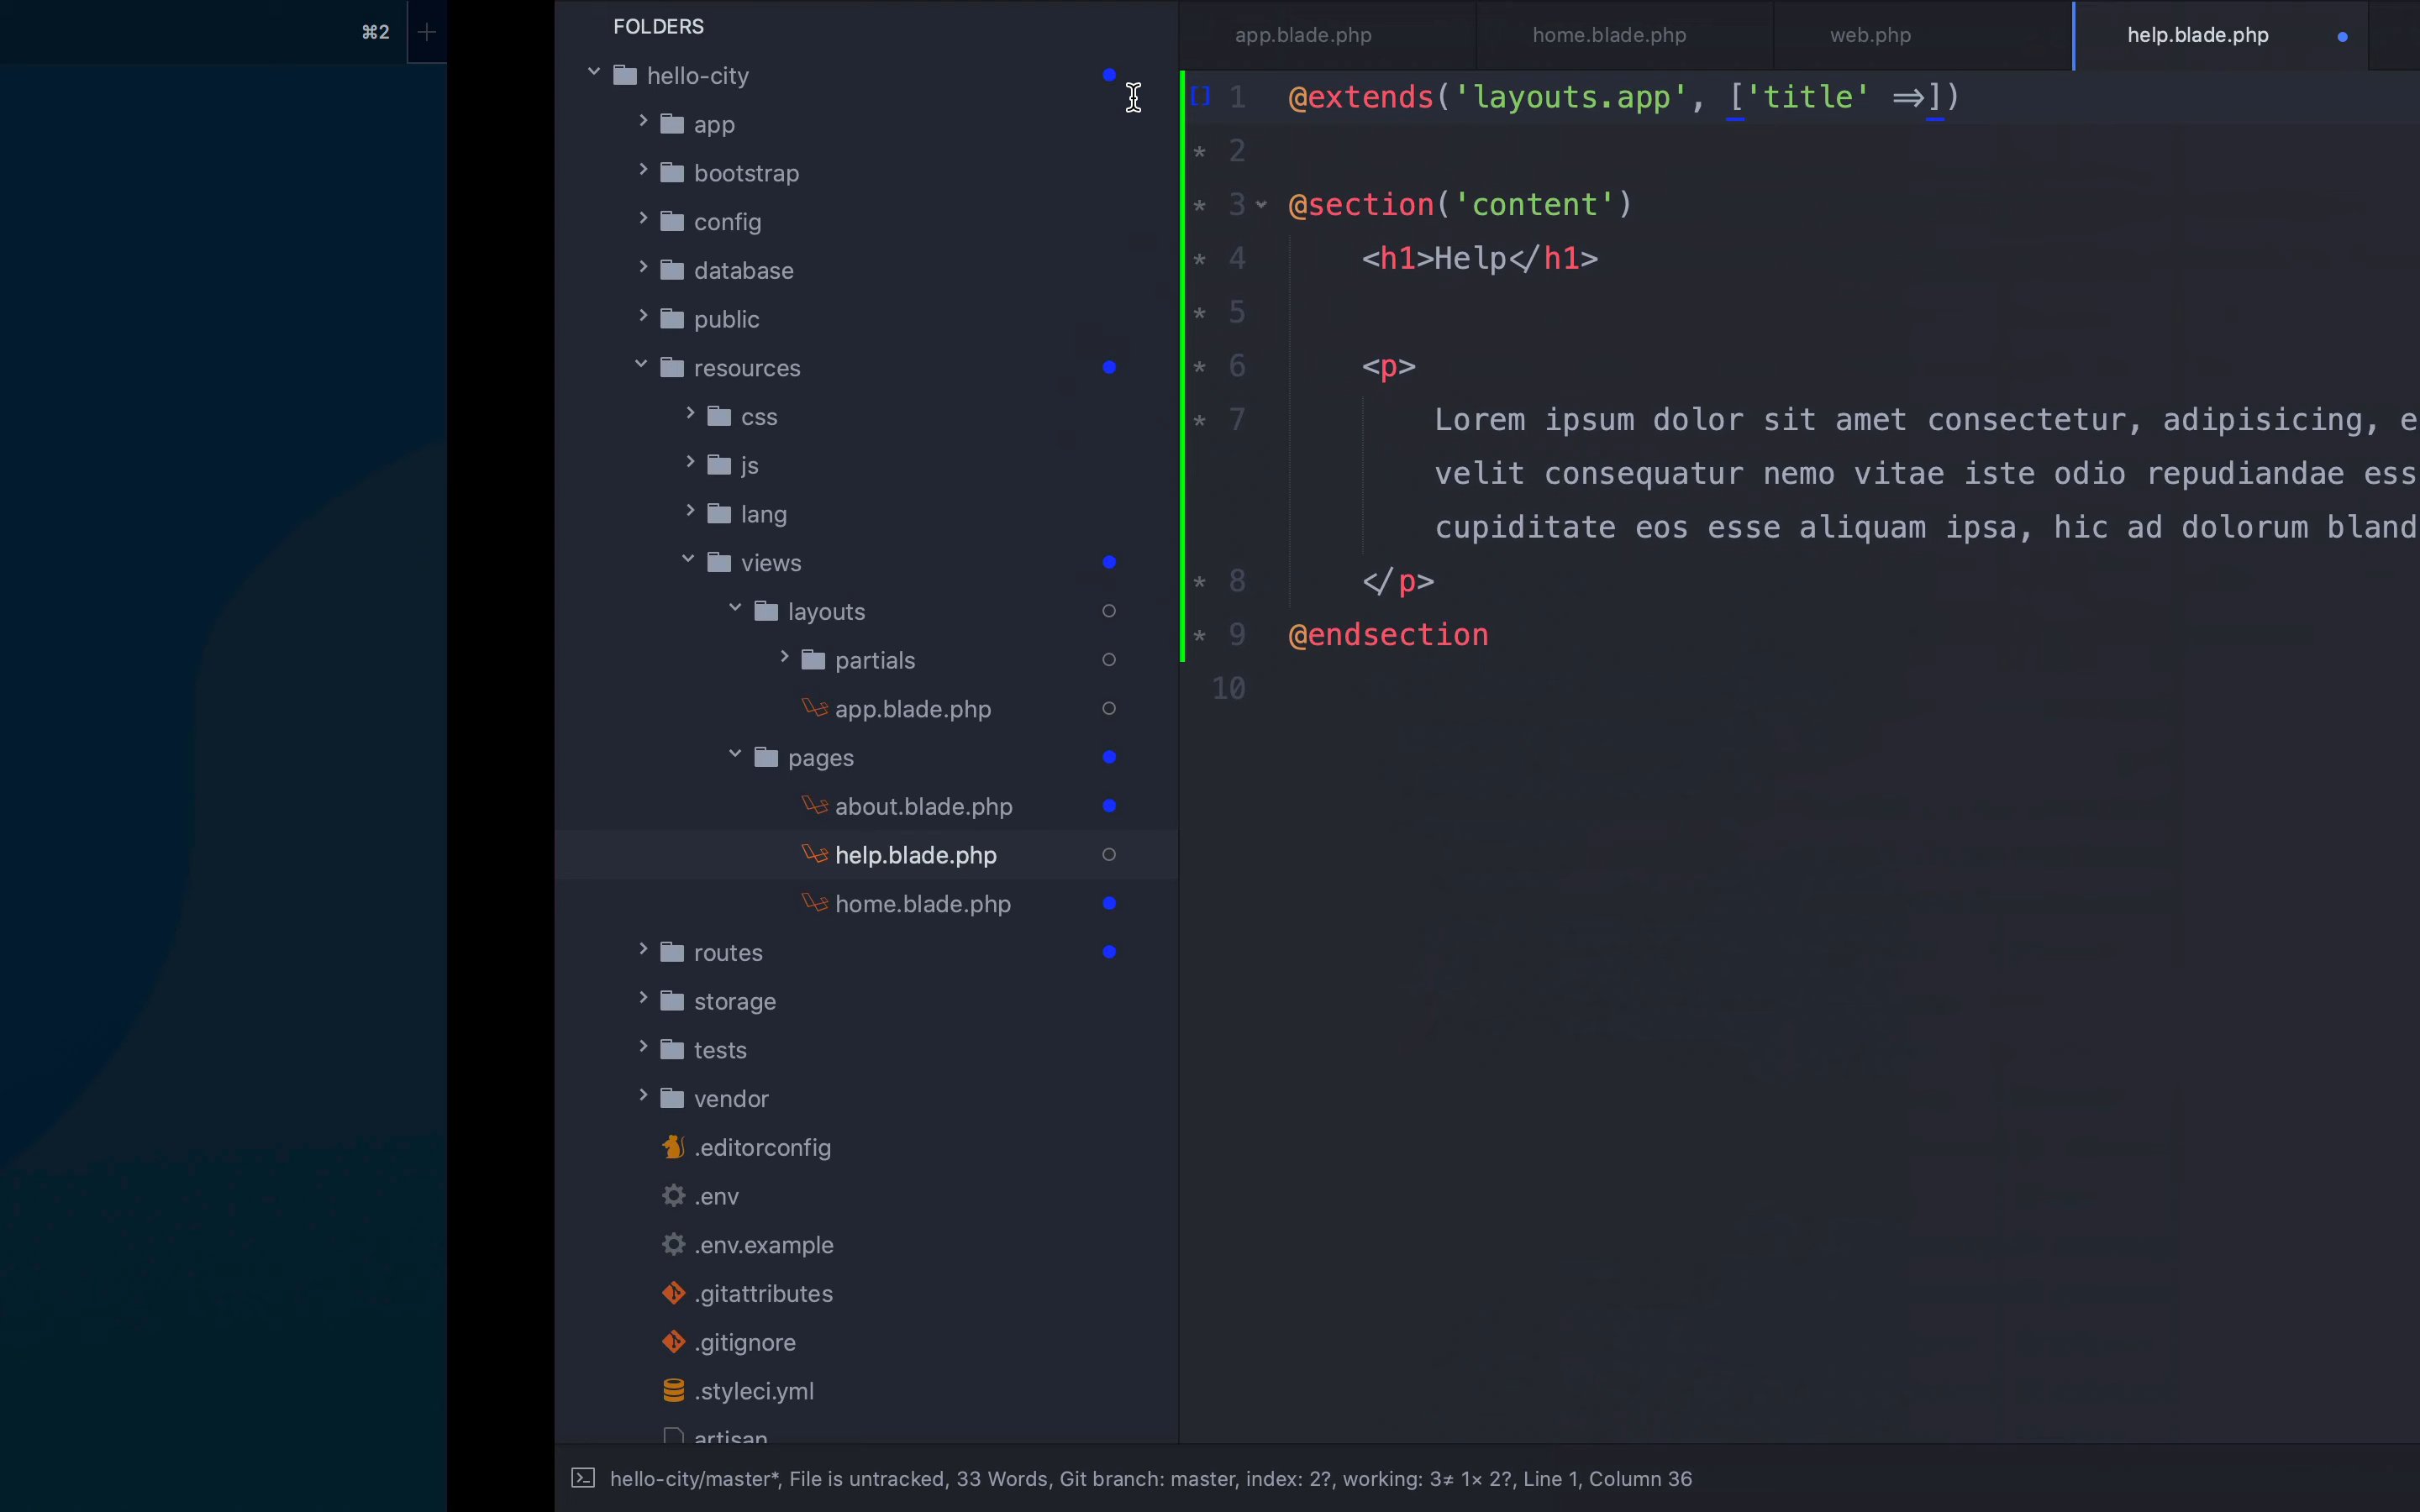 ⌘2 +
FOLDERS
hello-city
app
bootstrap
config
database
public
resources
css
js
lang
views
layouts
partials
app.blade.php
pages
about.blade.php
help.blade.php
home.blade.php
routes
storage
tests
vendor
.editorconfig
.env
.env.example
.gitattributes
.gitignore
.styleci.yml
artisan
app.blade.php home.blade.php web.php help.blade.php
[] 1 @extends('layouts.app', ['title' =>])
* 2
* 3 @section('content')
* 4 <h1>Help</h1>
* 5
* 6 <p>
* 7 Lorem ipsum dolor sit amet consectetur, adipisicing, e
velit consequatur nemo vitae iste odio repudiandae ess
cupiditate eos esse aliquam ipsa, hic ad dolorum bland
* 8 </p>
* 9 @endsection
10
hello-city/master*, File is untracked, 33 Words, Git branch: master, index: 2?, working: 3≠ 1× 2?, Line 1, Column 36